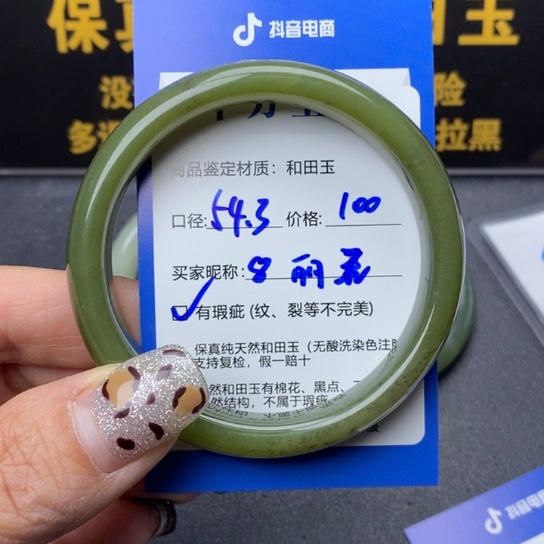 保真
田玉
没
险
多
拉黑
抖音电商
商品鉴定材质：和田玉
口径:54.3 价格:100
买家昵称:8 丽
有瑕疵 (纹、裂等不完美)
保真纯天然和田玉（无酸洗染色注胶
支持复检，假一赔十
然和田玉有棉花、黑点、
然结构，不属于瑕疵
抖音电商